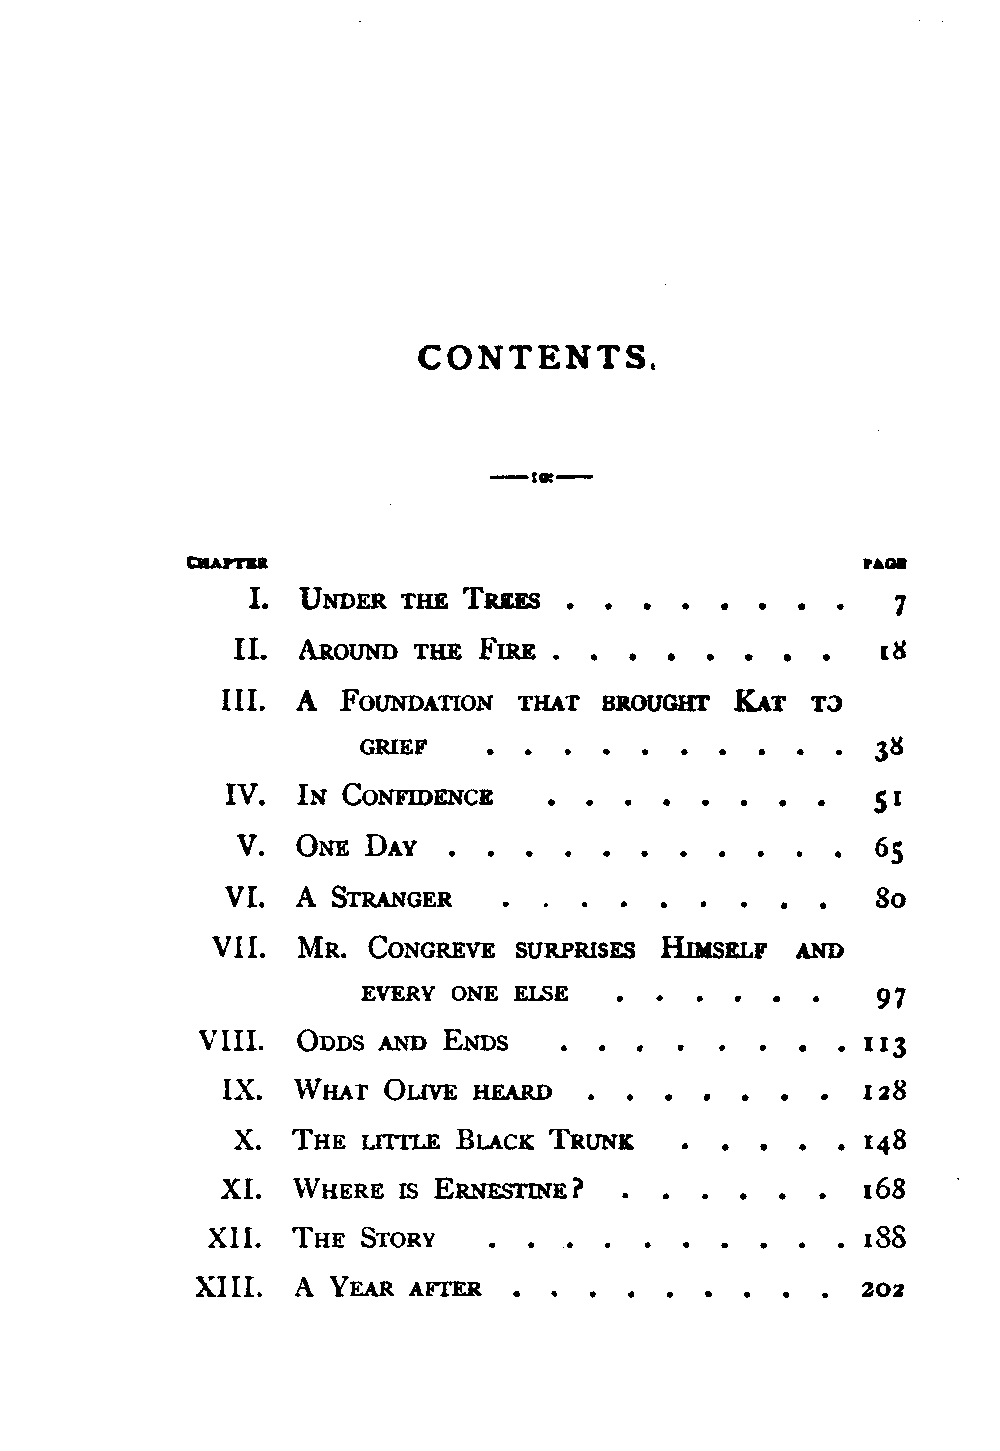 CONTENTS.
CHAPTER PAGE
I. UNDER THE TREES . . . . . . . . 7
II. AROUND THE FIRE . . . . . . . . 18
III. A FOUNDATION THAT BROUGHT KAT TO
GRIEF . . . . . . . . . . 38
IV. IN CONFIDENCE . . . . . . . . 51
V. ONE DAY . . . . . . . . . . . 65
VI. A STRANGER . . . . . . . . . 80
VII. MR. CONGREVE SURPRISES HIMSELF AND
EVERY ONE ELSE . . . . . . 97
VIII. ODDS AND ENDS . . . . . . . . 113
IX. WHAT OLIVE HEARD . . . . . . . 128
X. THE LITTLE BLACK TRUNK . . . . . 148
XI. WHERE IS ERNESTINE? . . . . . . 168
XII. THE STORY . . . . . . . . . . 188
XIII. A YEAR AFTER . . . . . . . . . 202